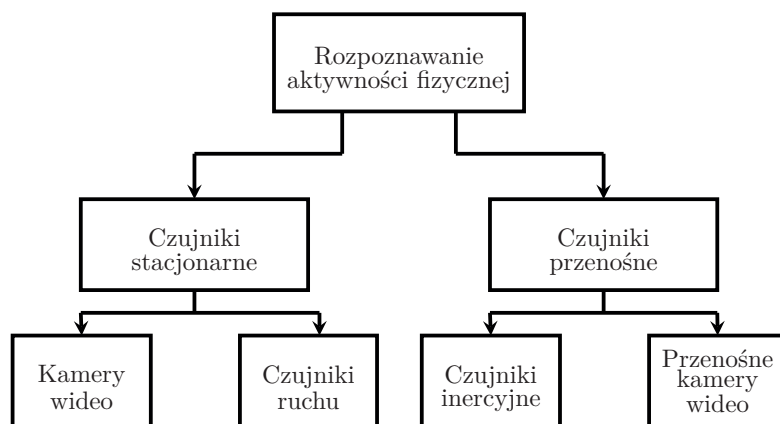 Rozpoznawanie
aktywności fizycznej
Czujniki
stacjonarne
Czujniki
przenośne
Kamery
wideo
Czujniki
ruchu
Czujniki
inercyjne
Przenośne
kamery
wideo